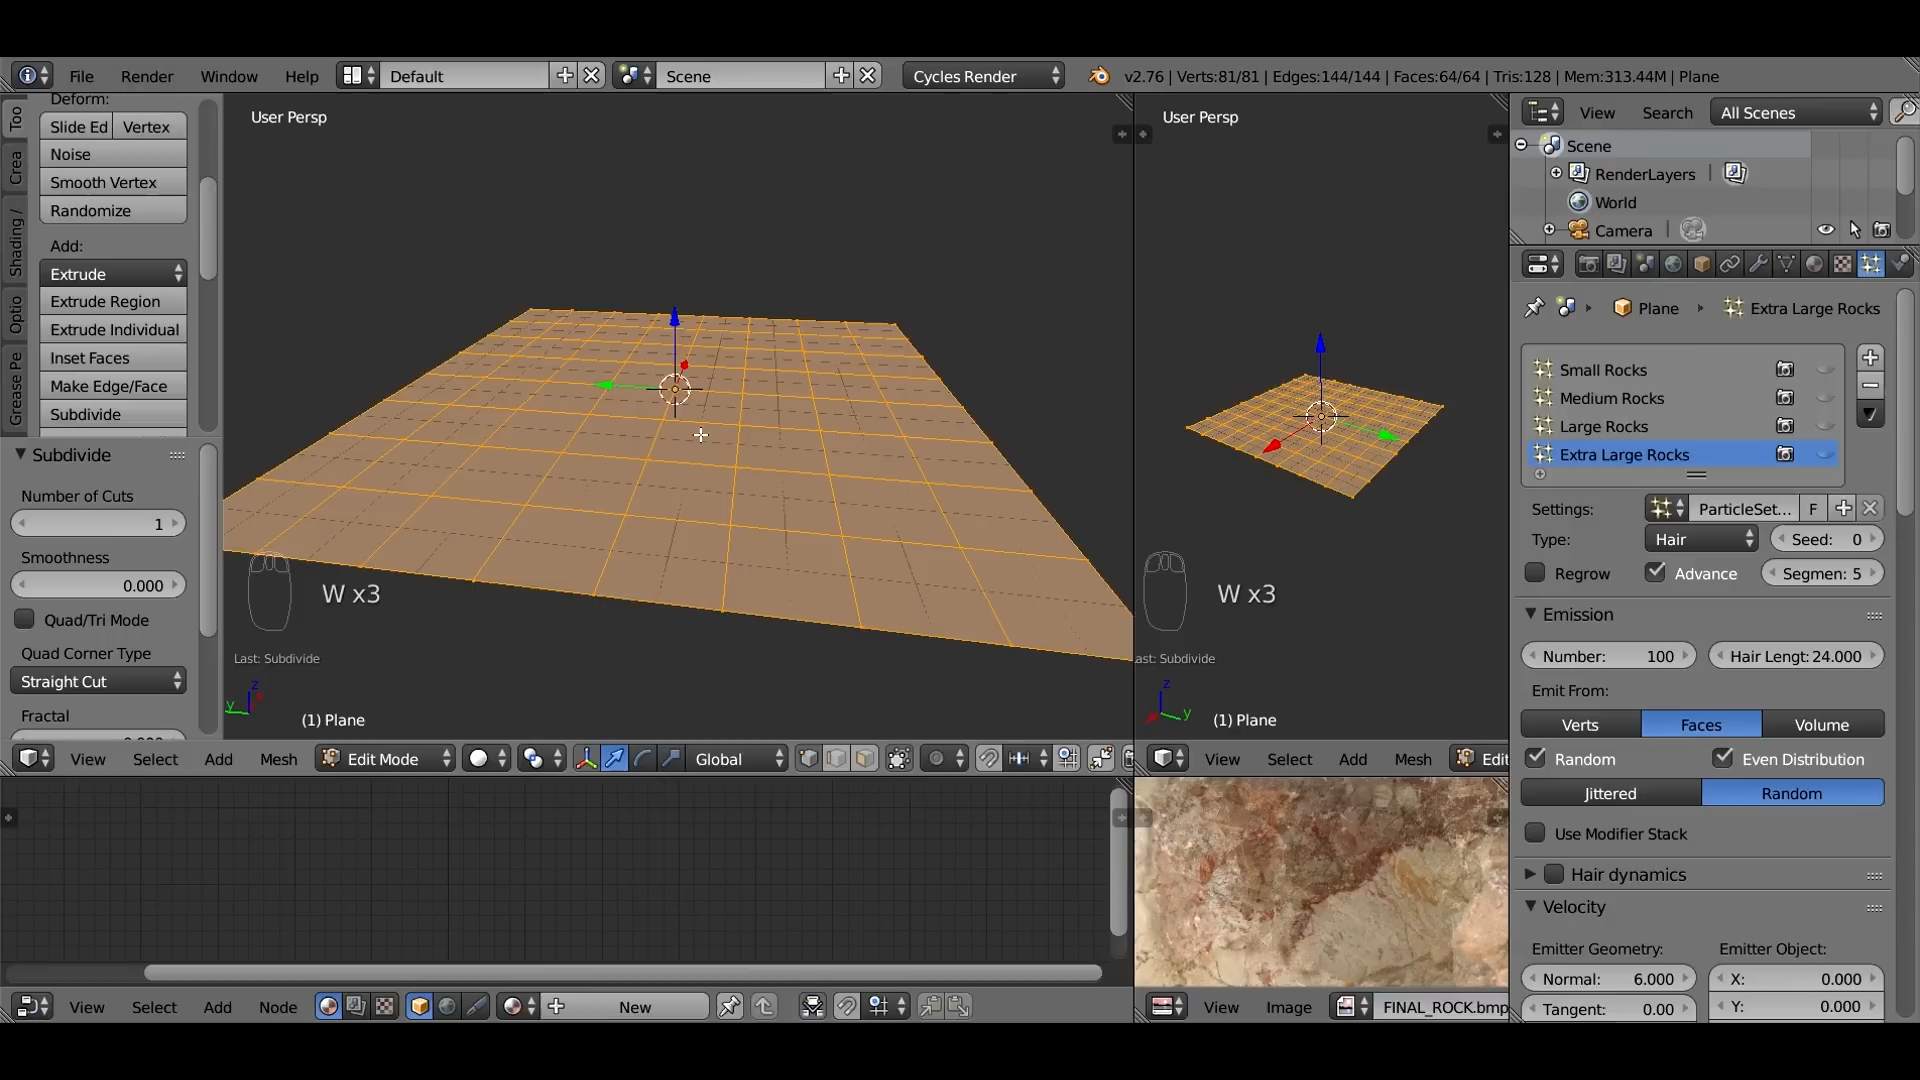 File Render Window Help Default Scene Cycles Render v2.76 | Verts:81/81 | Edges:144/144 | Faces:64/64 | Tris:128 | Mem:313.44M | Plane
Too
Crea
Shading /
Optio
Grease Pe
Deform:
Slide Ed Vertex
Noise
Smooth Vertex
Randomize
Add:
Extrude
Extrude Region
Extrude Individual
Inset Faces
Make Edge/Face
Subdivide
Subdivide
Number of Cuts
1
Smoothness
0.000
Quad/Tri Mode
Quad Corner Type
Straight Cut
Fractal
User Persp
W x3
Last: Subdivide
z
y
(1) Plane
View Select Add Mesh Edit Mode Global
User Persp
W x3
ast: Subdivide
z
y
(1) Plane
View Select Add Mesh Edit
View Select Add Node New
View Image FINAL_ROCK.bmp
View Search All Scenes
Scene
RenderLayers |
World
Camera |
Plane Extra Large Rocks
Small Rocks
Medium Rocks
Large Rocks
Extra Large Rocks
Settings: ParticleSet... F
Type: Hair Seed: 0
Regrow Advance Segmen: 5
Emission
Number: 100 Hair Lengt: 24.000
Emit From:
Verts Faces Volume
Random Even Distribution
Jittered Random
Use Modifier Stack
Hair dynamics
Velocity
Emitter Geometry: Emitter Object:
Normal: 6.000 X: 0.000
Tangent: 0.00 Y: 0.000